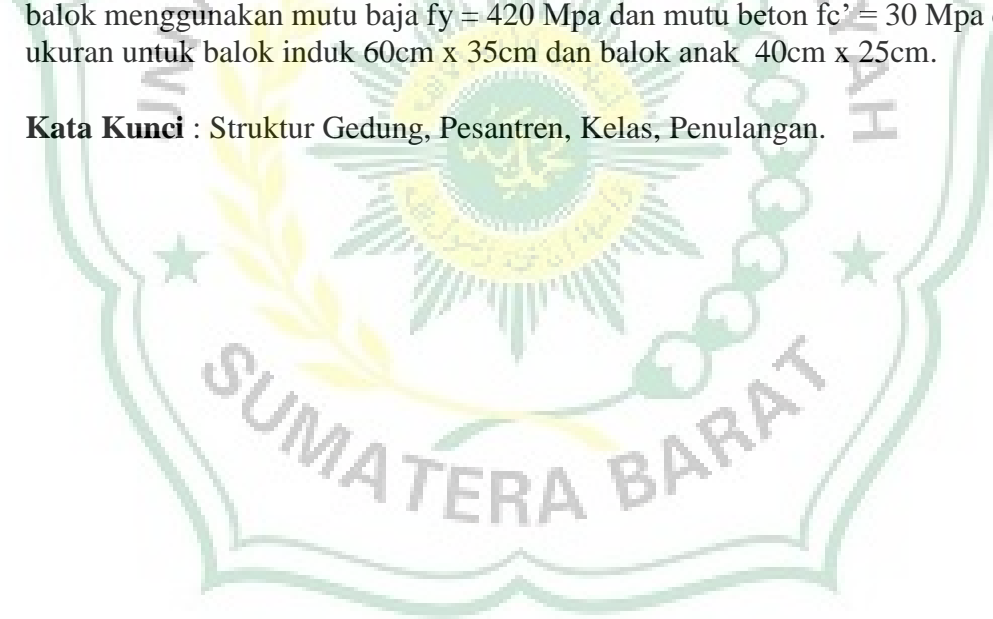 balok menggunakan mutu baja fy = 420 Mpa dan mutu beton fc’ = 30 Mpa
ukuran untuk balok induk 60cm x 35cm dan balok anak 40cm x 25cm.
Kata Kunci : Struktur Gedung, Pesantren, Kelas, Penulangan.
SUMATERA BARAT